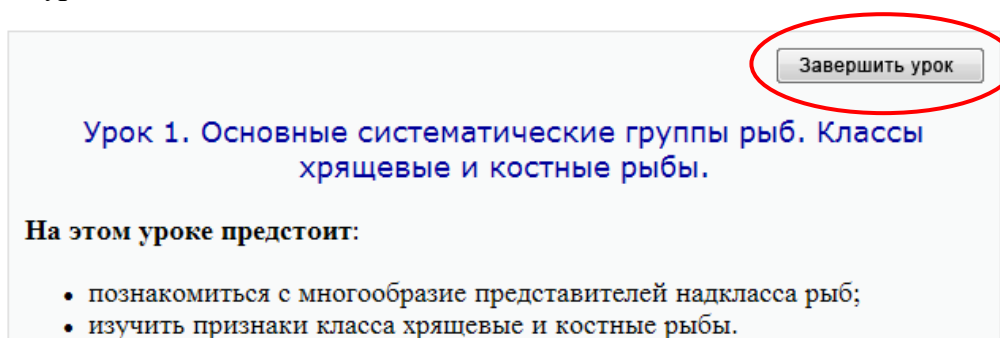 Завершить урок
Урок 1. Основные систематические группы рыб. Классы
хрящевые и костные рыбы.
На этом уроке предстоит:
• познакомиться с многообразие представителей надкласса рыб;
• изучить признаки класса хрящевые и костные рыбы.